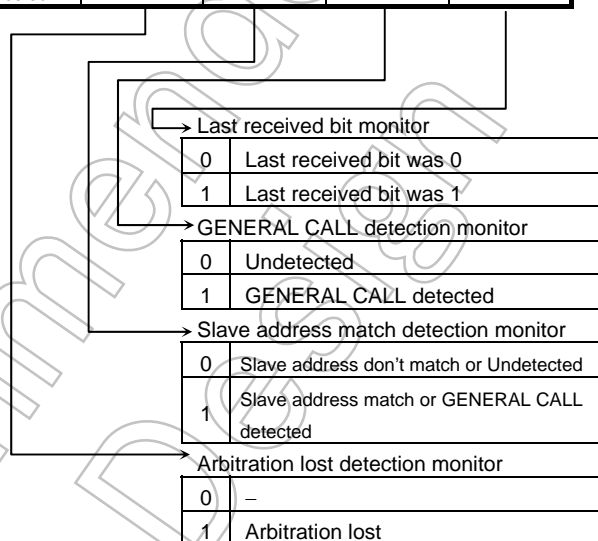 Last received bit monitor
0 Last received bit was 0
1 Last received bit was 1
GENERAL CALL detection monitor
0 Undetected
1 GENERAL CALL detected
Slave address match detection monitor
0 Slave address don't match or Undetected
1 Slave address match or GENERAL CALL
detected
Arbitration lost detection monitor
0 –
1 Arbitration lost